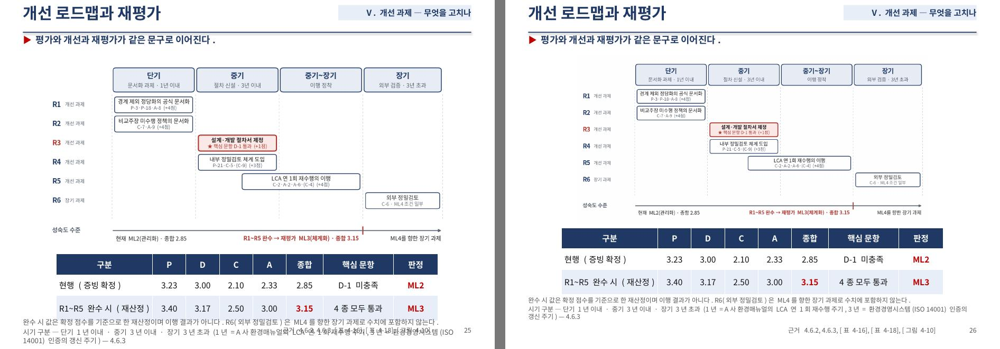 개선 로드맵과 재평가
Ⅴ. 개선 과제 — 무엇을 고치나
▶ 평가와 개선과 재평가가 같은 문구로 이어진다 .
단기 중기 중기~장기 장기
문서화 과제 · 1년 이내 절차 신설 · 3년 이내 이행 정착 외부 검증 · 3년 초과
R1 개선 과제 경계 제외 정당화의 공식 문서화
P-3·P-18·A-8 (+4점)
R2 개선 과제 비교주장 미수행 정책의 문서화
C-7·A-9 (+4점)
R3 개선 과제 설계·개발 절차서 제정
★ 핵심 문항 D-1 통과 (+1점)
R4 개선 과제 내부 정밀검토 체계 도입
P-21·C-5·(C-9) (+3점)
R5 개선 과제 LCA 연 1회 재수행의 이행
C-2·A-2·A-6·(C-4) (+4점)
R6 장기 과제 외부 정밀검토
C-6 · ML4 조건 일부
성숙도 수준
현재 ML2(관리화) · 종합 2.85 R1~R5 완수 → 재평가 ML3(체계화) · 종합 3.15 ML4를 향한 장기 과제
구분 P D C A 종합 핵심 문항 판정
현행 ( 증빙 확정 ) 3.23 3.00 2.10 2.33 2.85 D-1 미충족 ML2
R1~R5 완수 시 ( 재산정 ) 3.40 3.17 2.50 3.00 3.15 4 종 모두 통과 ML3
완수 시 값은 확정 점수를 기준으로 한 재산정이며 이행 결과가 아니다 . R6( 외부 정밀검토 ) 은 ML4 를 향한 장기 과제로 수치에 포함하지 않는다 .
시기 구분 — 단기 1 년 이내 · 중기 3 년 이내 · 장기 3 년 초과 (1 년 = A 사 환경매뉴얼의 LCA 연 1 회 재수행 주기 , 3 년 = 환경경영시스템 (ISO
14001) 인증의 갱신 주기 ) — 4.6.3
근거 4.6.2, 4.6.3, [ 표 4-16], [ 표 4-18], [ 그림 4-10]
25
개선 로드맵과 재평가
Ⅴ. 개선 과제 — 무엇을 고치나
▶ 평가와 개선과 재평가가 같은 문구로 이어진다 .
단기 중기 중기~장기 장기
문서화 과제 · 1년 이내 절차 신설 · 3년 이내 이행 정착 외부 검증 · 3년 초과
R1 개선 과제 경계 제외 정당화의 공식 문서화
P-3·P-18·A-8 (+4점)
R2 개선 과제 비교주장 미수행 정책의 문서화
C-7·A-9 (+4점)
R3 개선 과제 설계·개발 절차서 제정
★ 핵심 문항 D-1 통과 (+1점)
R4 개선 과제 내부 정밀검토 체계 도입
P-21·C-5·(C-9) (+3점)
R5 개선 과제 LCA 연 1회 재수행의 이행
C-2·A-2·A-6·(C-4) (+4점)
R6 장기 과제 외부 정밀검토
C-6 · ML4 조건 일부
성숙도 수준
현재 ML2(관리화) · 종합 2.85 R1~R5 완수 → 재평가 ML3(체계화) · 종합 3.15 ML4를 향한 장기 과제
구분 P D C A 종합 핵심 문항 판정
현행 ( 증빙 확정 ) 3.23 3.00 2.10 2.33 2.85 D-1 미충족 ML2
R1~R5 완수 시 ( 재산정 ) 3.40 3.17 2.50 3.00 3.15 4 종 모두 통과 ML3
완수 시 값은 확정 점수를 기준으로 한 재산정이며 이행 결과가 아니다 . R6( 외부 정밀검토 ) 은 ML4 를 향한 장기 과제로 수치에 포함하지 않는다 .
시기 구분 — 단기 1 년 이내 · 중기 3 년 이내 · 장기 3 년 초과 (1 년 = A 사 환경매뉴얼의 LCA 연 1 회 재수행 주기 , 3 년 = 환경경영시스템 (ISO 14001) 인증의
갱신 주기 ) — 4.6.3
근거 4.6.2, 4.6.3, [ 표 4-16], [ 표 4-18], [ 그림 4-10]
26